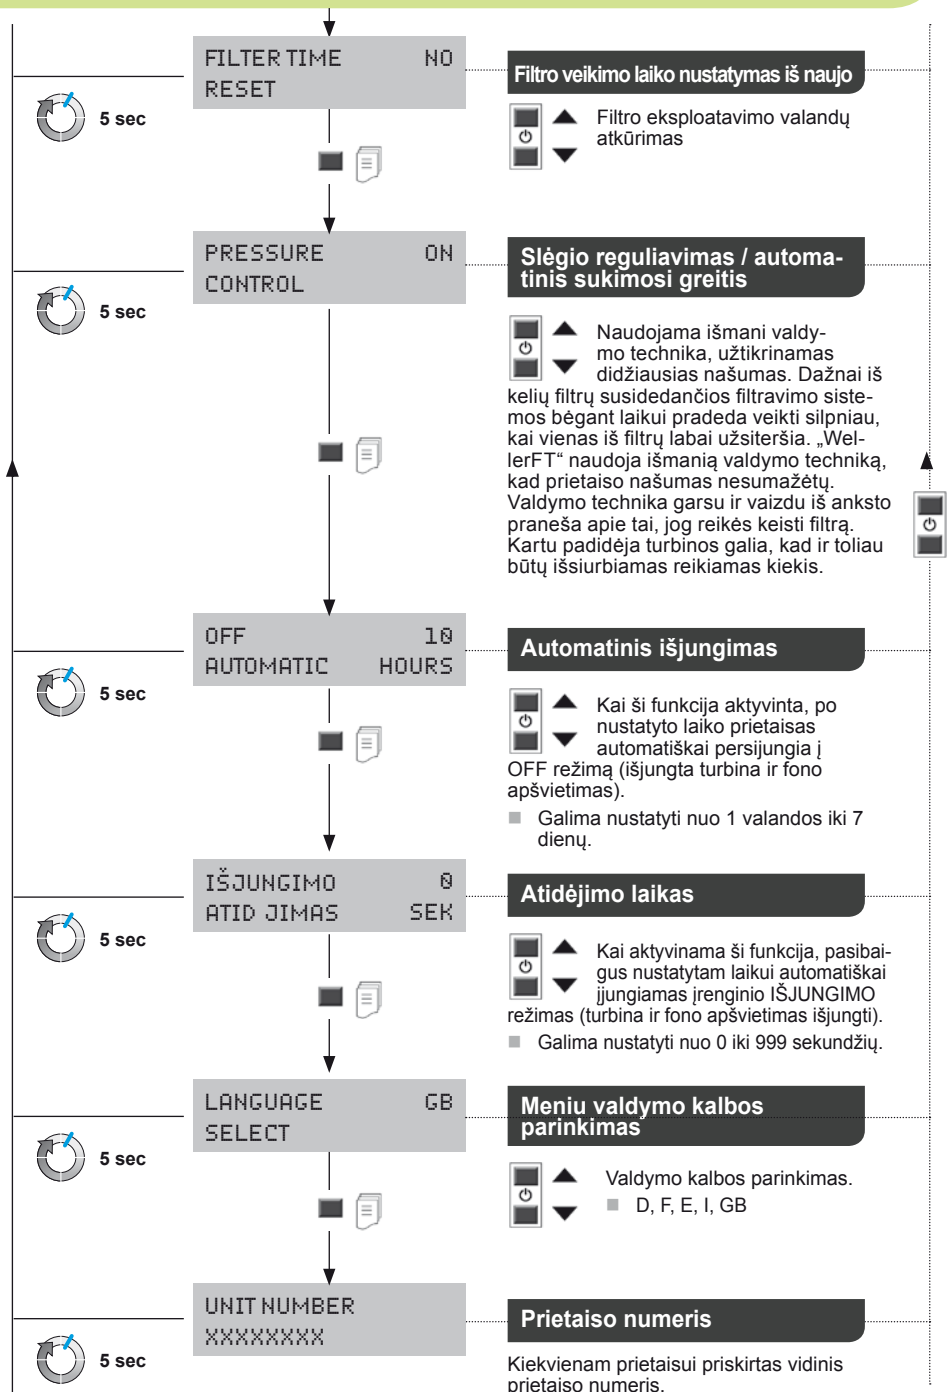 FILTER TIME NO
RESET
Filtro veikimo laiko nustatymas iš naujo
5 sec
Filtro eksploatavimo valandų
atkūrimas
PRESSURE ON
CONTROL
Slėgio reguliavimas / automa-
tinis sukimosi greitis
5 sec
Naudojama išmani valdy-
mo technika, užtikrinamas
didžiausias našumas. Dažnai iš
kelių filtrų susidedančios filtravimo siste-
mos bėgant laikui pradeda veikti silpniau,
kai vienas iš filtrų labai užsiteršia. „Wel-
lerFT“ naudoja išmanią valdymo techniką,
kad prietaiso našumas nesumažėtų.
Valdymo technika garsu ir vaizdu iš anksto
praneša apie tai, jog reikės keisti filtrą.
Kartu padidėja turbinos galia, kad ir toliau
būtų išsiurbiamas reikiamas kiekis.
OFF 10
AUTOMATIC HOURS
Automatinis išjungimas
5 sec
Kai ši funkcija aktyvinta, po
nustatyto laiko prietaisas
automatiškai persijungia į
OFF režimą (išjungta turbina ir fono
apšvietimas).
Galima nustatyti nuo 1 valandos iki 7
dienų.
IŠJUNGIMO 0
ATID JIMAS SEK
Atidėjimo laikas
5 sec
Kai aktyvinama ši funkcija, pasibai-
gus nustatytam laikui automatiškai
įjungiamas įrenginio IŠJUNGIMO
režimas (turbina ir fono apšvietimas išjungti).
Galima nustatyti nuo 0 iki 999 sekundžių.
LANGUAGE GB
SELECT
Meniu valdymo kalbos
parinkimas
5 sec
Valdymo kalbos parinkimas.
D, F, E, I, GB
UNIT NUMBER
XXXXXXXX
Prietaiso numeris
5 sec
Kiekvienam prietaisui priskirtas vidinis
prietaiso numeris.